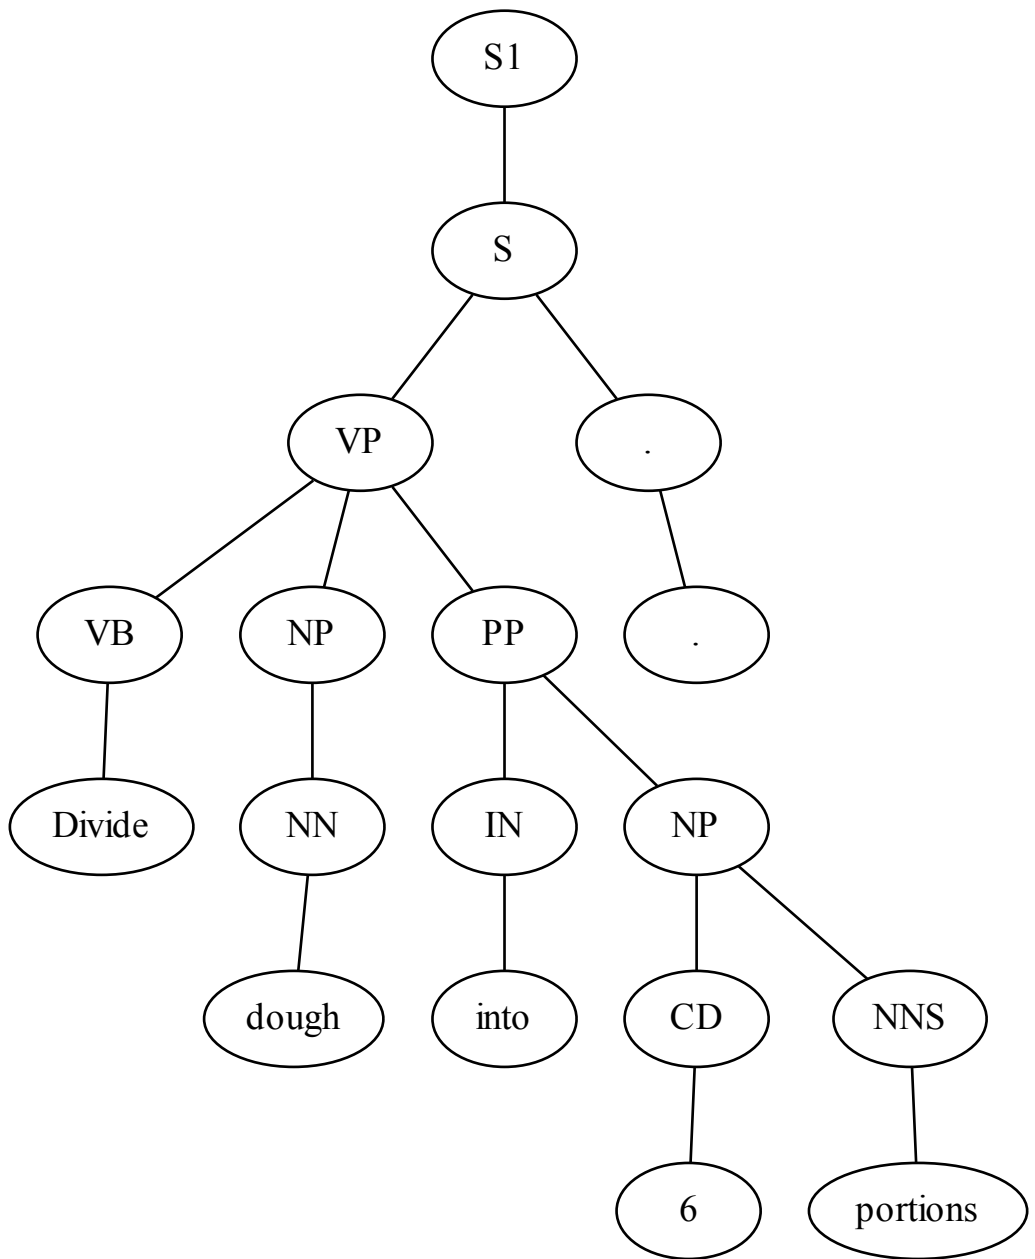 S1
S
VP .
VB NP PP .
Divide NN IN NP
dough into CD NNS
6 portions